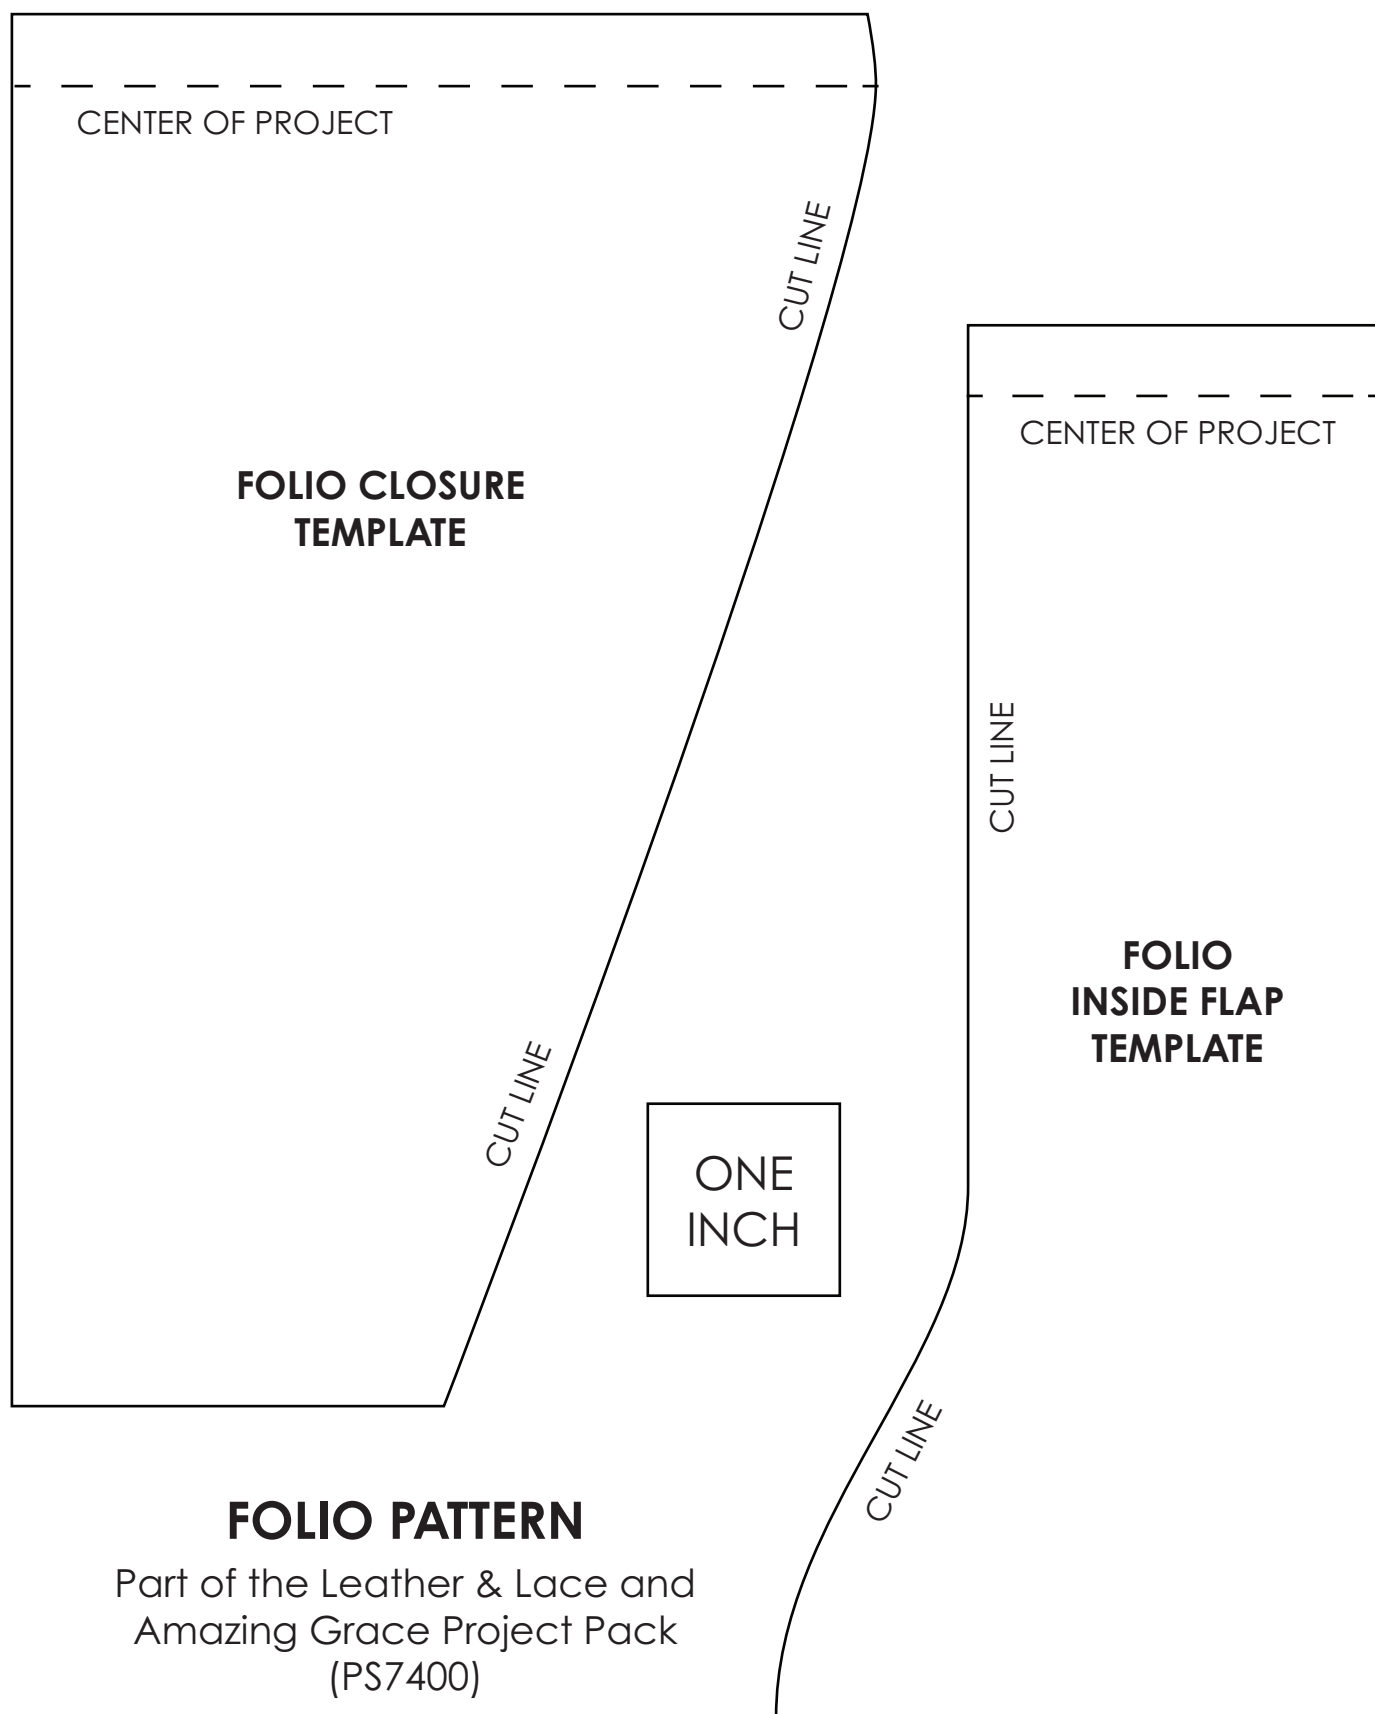 CENTER OF PROJECT
CUT LINE
FOLIO CLOSURE
TEMPLATE
CUT LINE
CENTER OF PROJECT
CUT LINE
FOLIO
INSIDE FLAP
TEMPLATE
CUT LINE
ONE
INCH
FOLIO PATTERN
Part of the Leather & Lace and
Amazing Grace Project Pack
(PS7400)